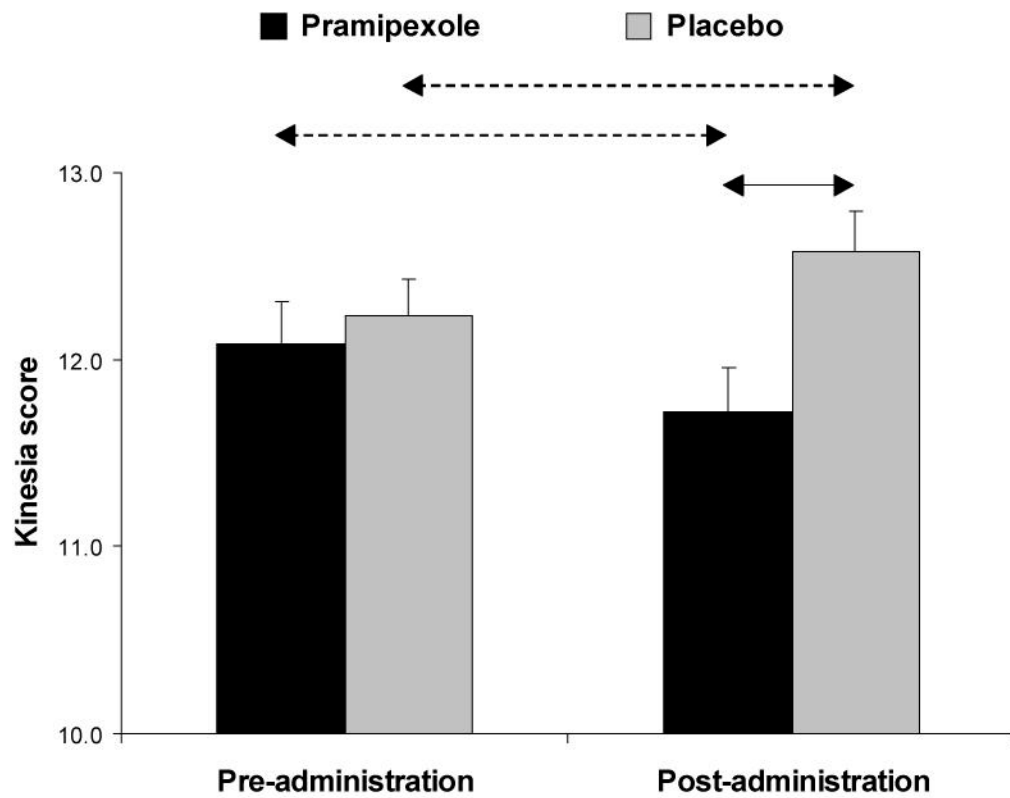 Pramipexole Placebo
13.0
12.0
11.0
10.0
Kinesia score
Pre-administration Post-administration